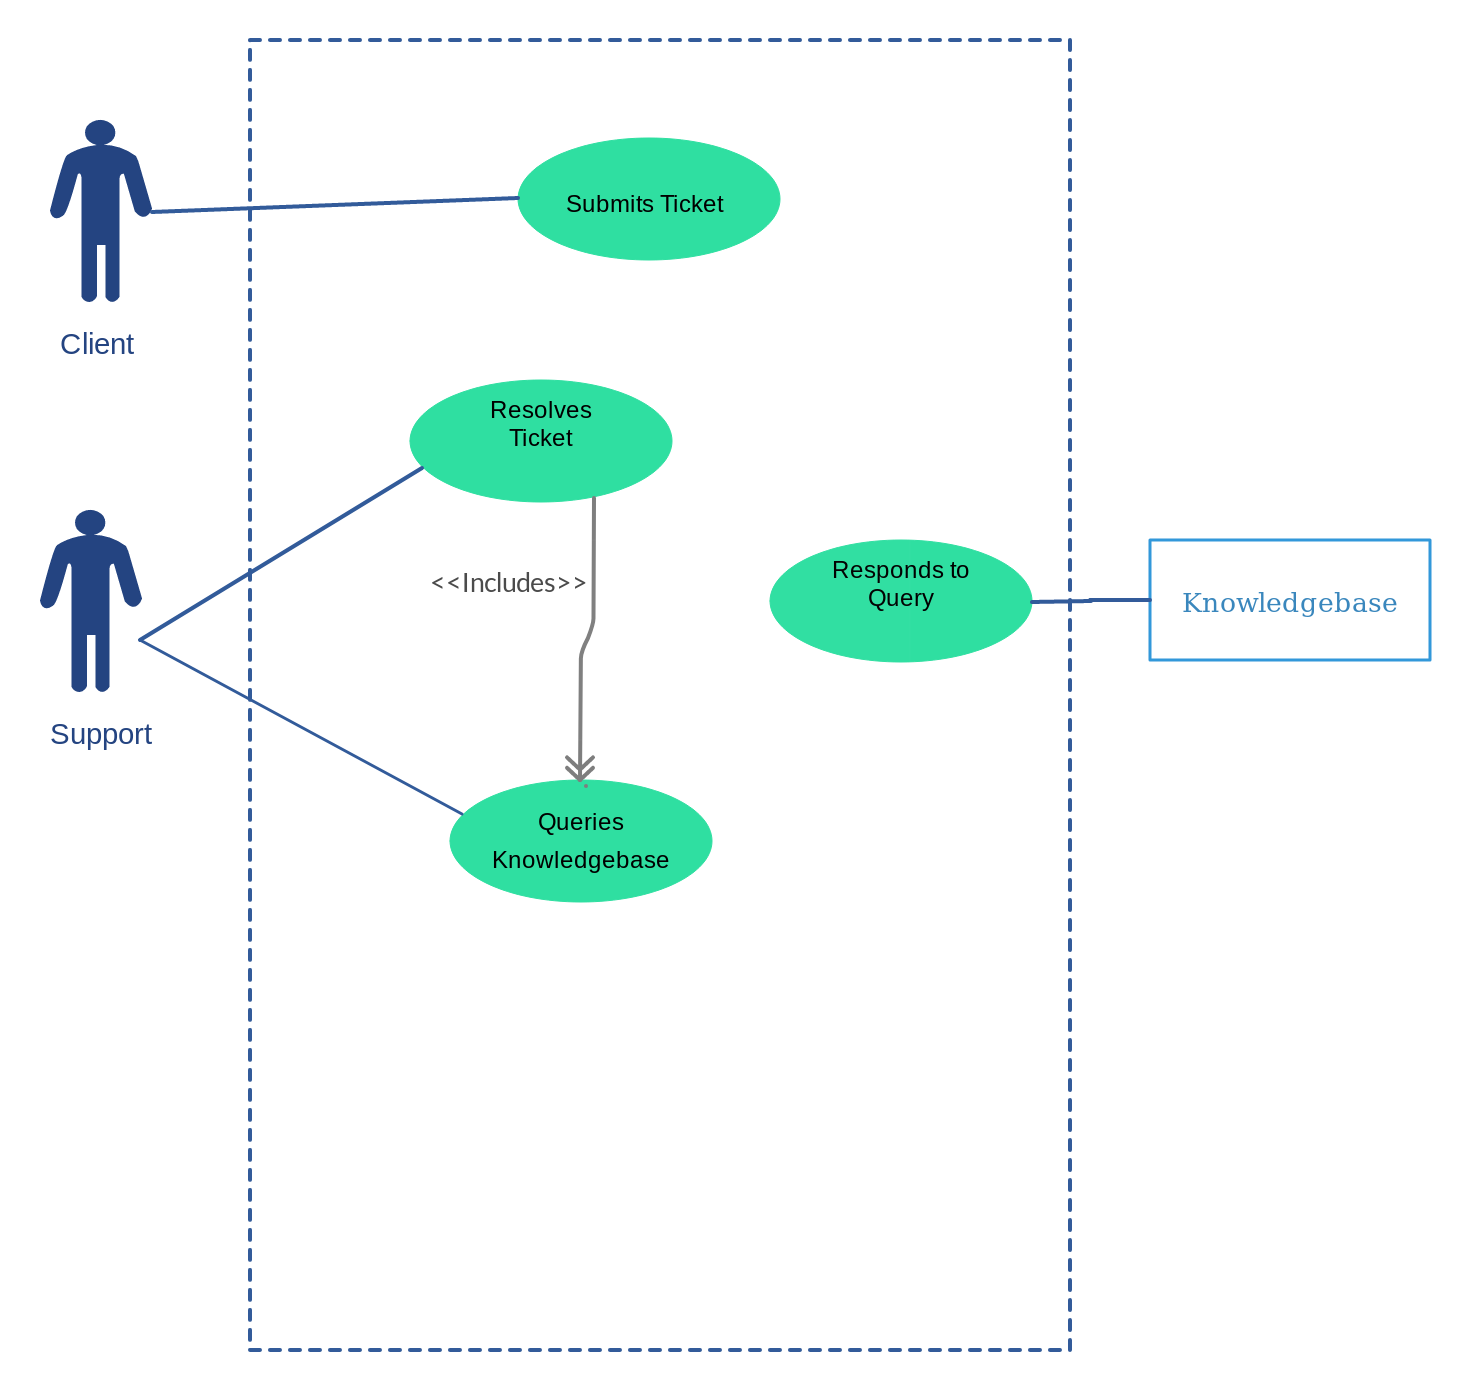 Submits Ticket
Client
Resolves
Ticket
<<Includes>>
Responds to
Query
Knowledgebase
Support
Queries
Knowledgebase